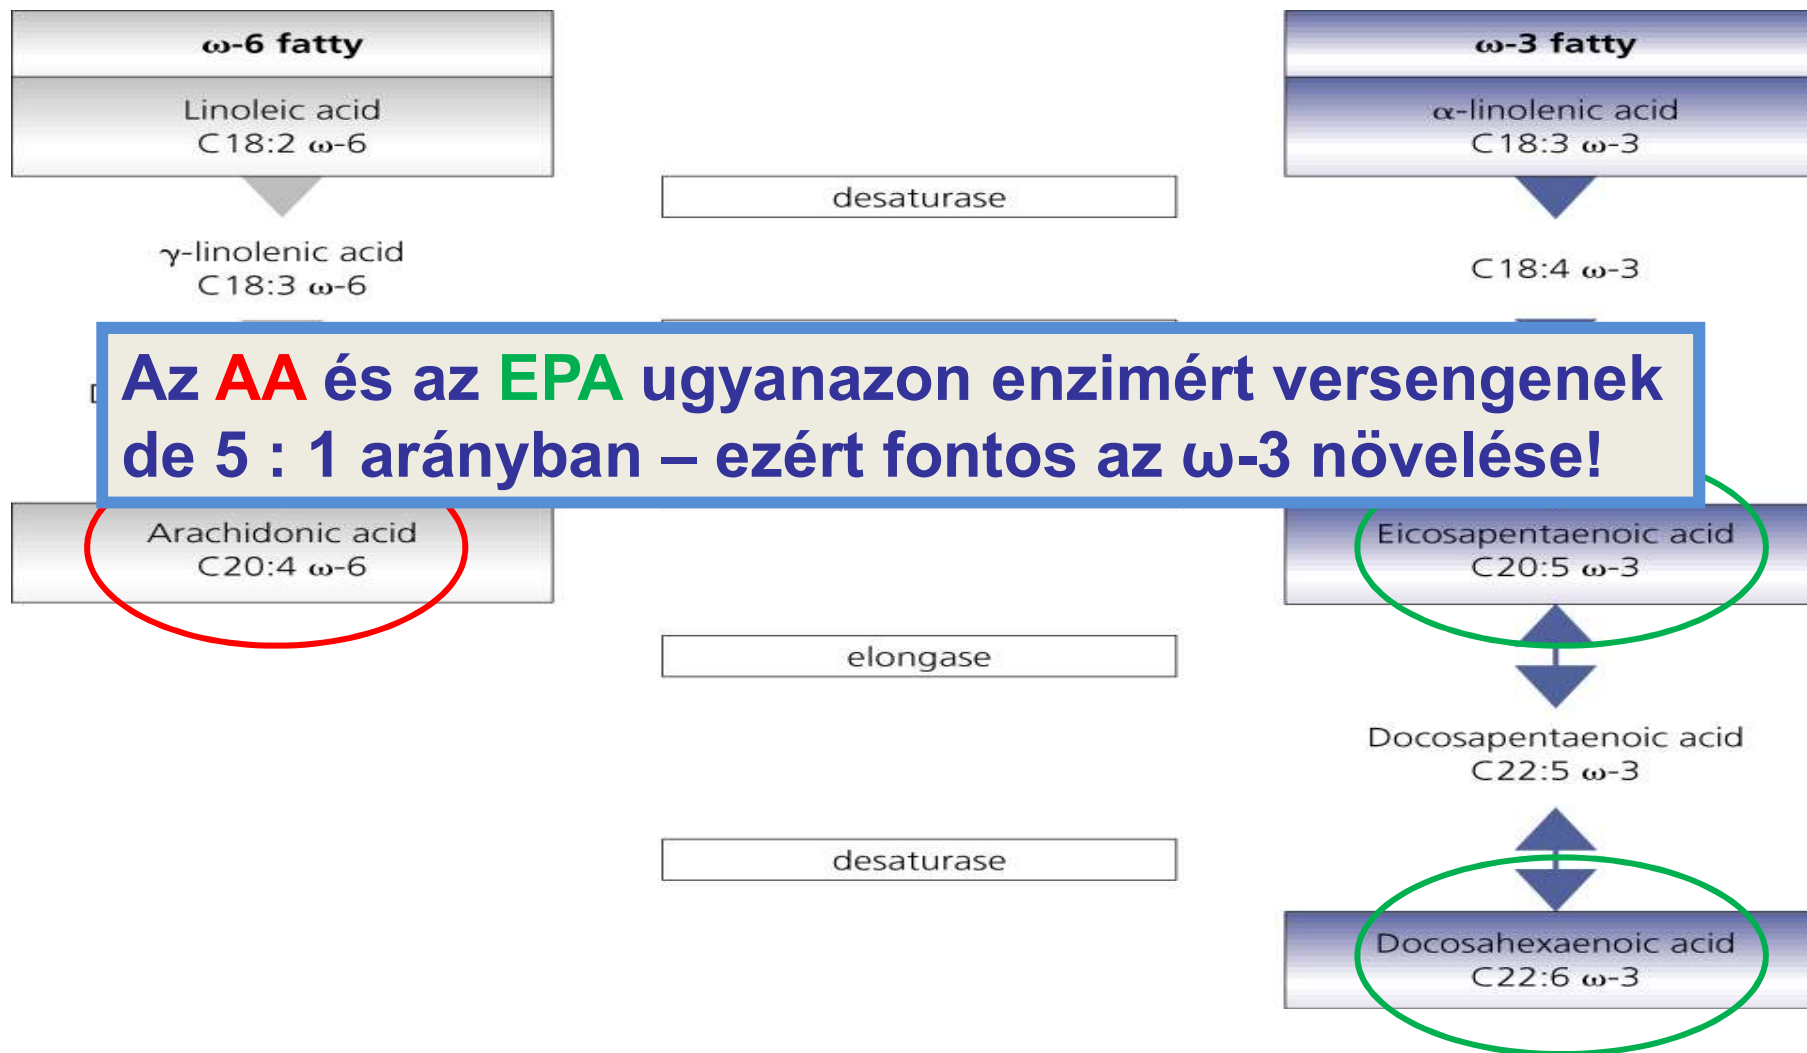 ω-6 fatty
ω-3 fatty
Linoleic acid
C18:2 ω-6
α-linolenic acid
C18:3 ω-3
desaturase
γ-linolenic acid
C18:3 ω-6
C18:4 ω-3
Az AA és az EPA ugyanazon enzimért versengenek
de 5 : 1 arányban – ezért fontos az ω-3 növelése!
Arachidonic acid
C20:4 ω-6
Eicosapentaenoic acid
C20:5 ω-3
elongase
Docosapentaenoic acid
C22:5 ω-3
desaturase
Docosahexaenoic acid
C22:6 ω-3